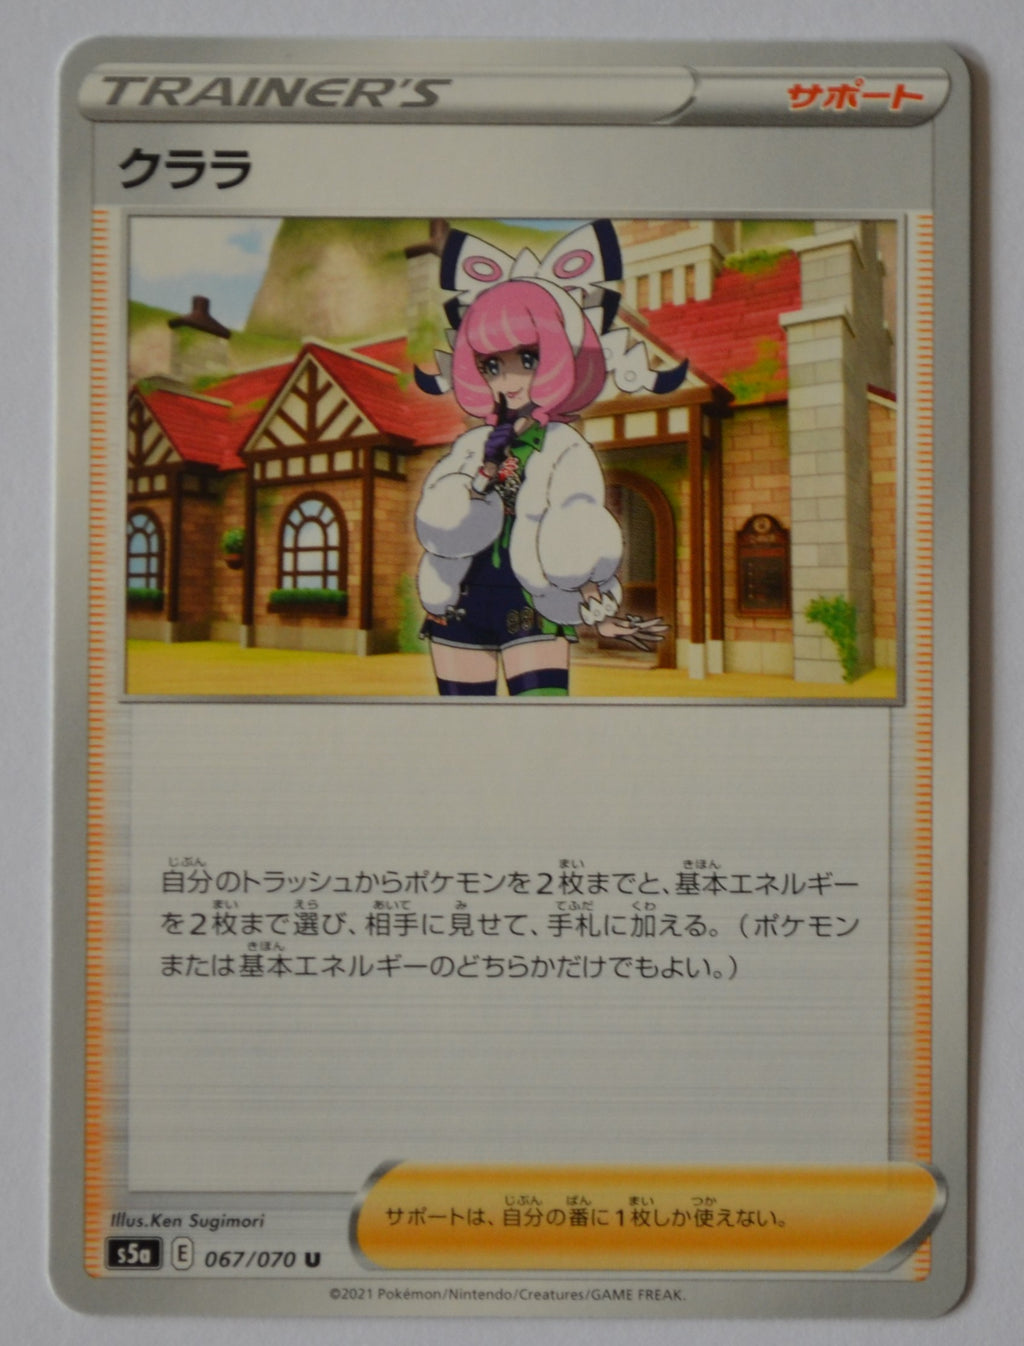 TRAINER'S サポート
クララ
自分のトラッシュからポケモンを2枚までと、基本エネルギー
を2枚まで選び、相手に見せて、手札に加える。（ポケモン
または基本エネルギーのどちらかだけでもよい。）
サポートは、自分の番に1枚しか使えない。
Illus.Ken Sugimori
s5a E 067/070 U
©2021 Pokémon/Nintendo/Creatures/GAME FREAK.